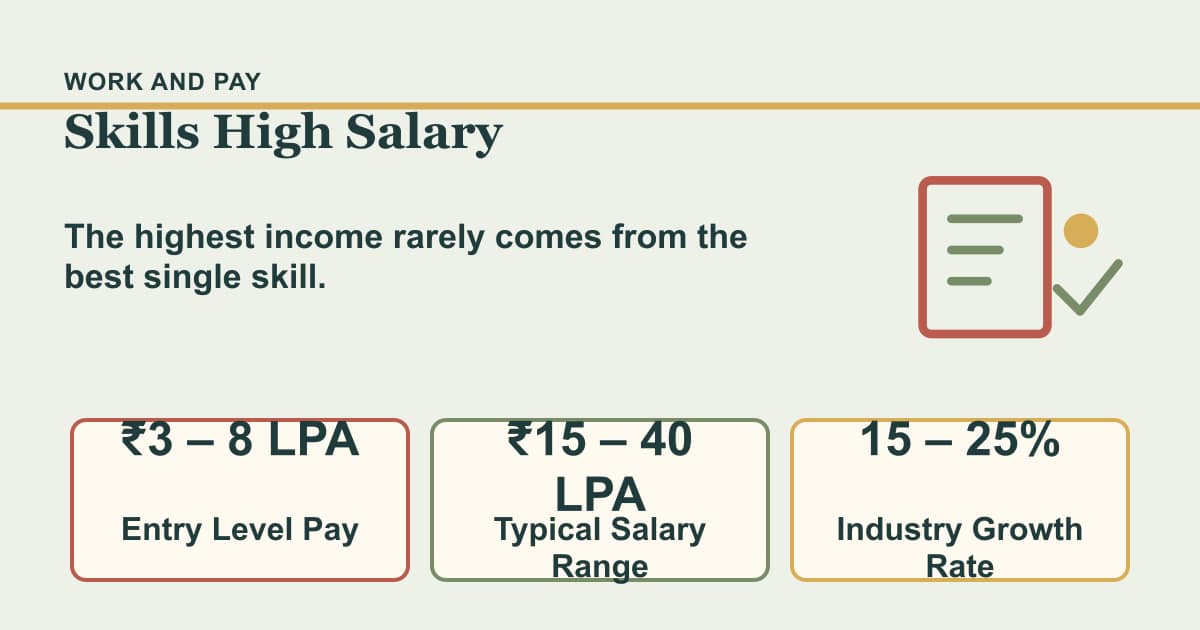 WORK AND PAY
Skills High Salary
The highest income rarely comes from the
best single skill.
₹3 – 8 LPA
Entry Level Pay
₹15 – 40
LPA
Typical Salary
Range
15 – 25%
Industry Growth
Rate